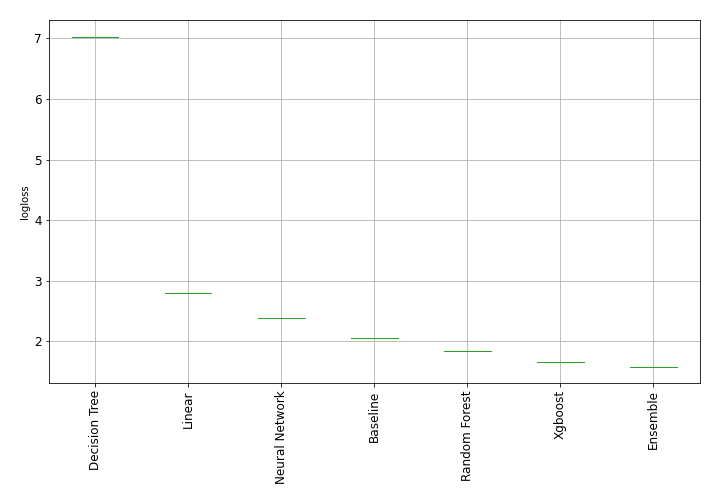 7
6
5
4
3
2
logloss
Decision Tree
Linear
Neural Network
Baseline
Random Forest
Xgboost
Ensemble